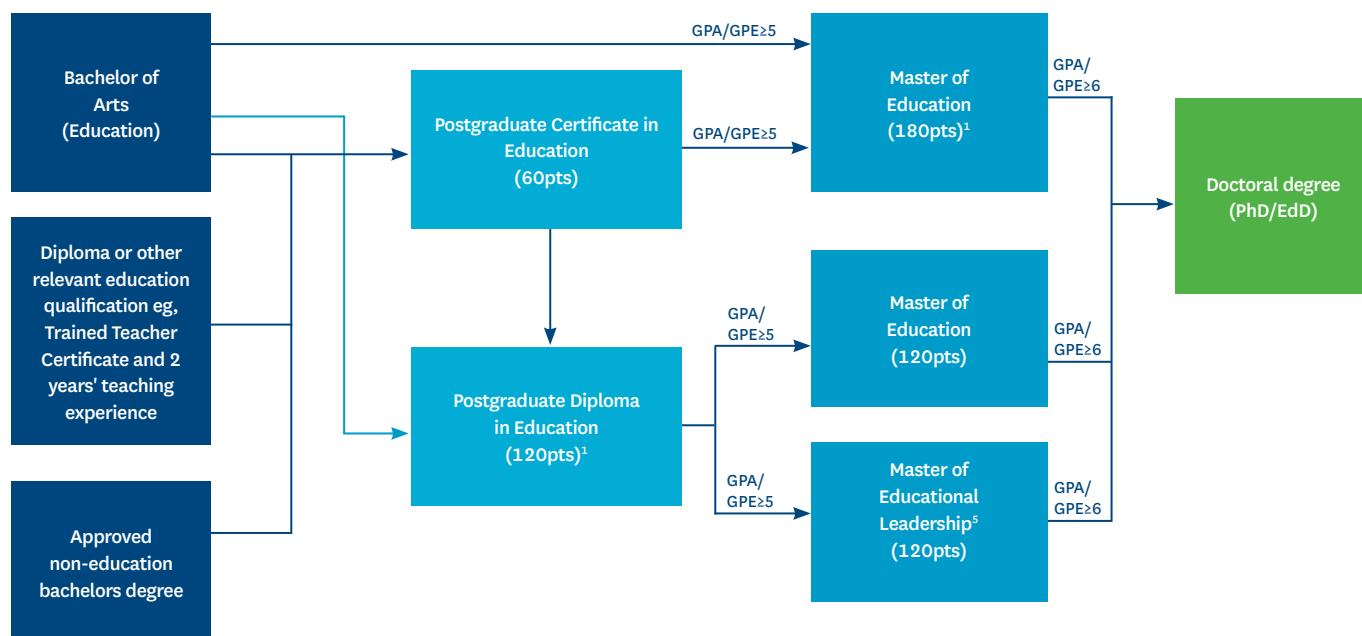 Bachelor of
Arts
(Education)
Diploma or other
relevant education
qualification eg,
Trained Teacher
Certificate and 2
years' teaching
experience
Approved
non-education
bachelors degree
Postgraduate Certificate in
Education
(60pts)
Postgraduate Diploma
in Education
(120pts)¹
GPA/GPE≥5
GPA/GPE≥5
GPA/
GPE≥5
GPA/
GPE≥5
Master of
Education
(180pts)¹
Master of
Education
(120pts)
Master of
Educational
Leadership⁵
(120pts)
GPA/
GPE≥6
GPA/
GPE≥6
GPA/
GPE≥6
Doctoral degree
(PhD/EdD)